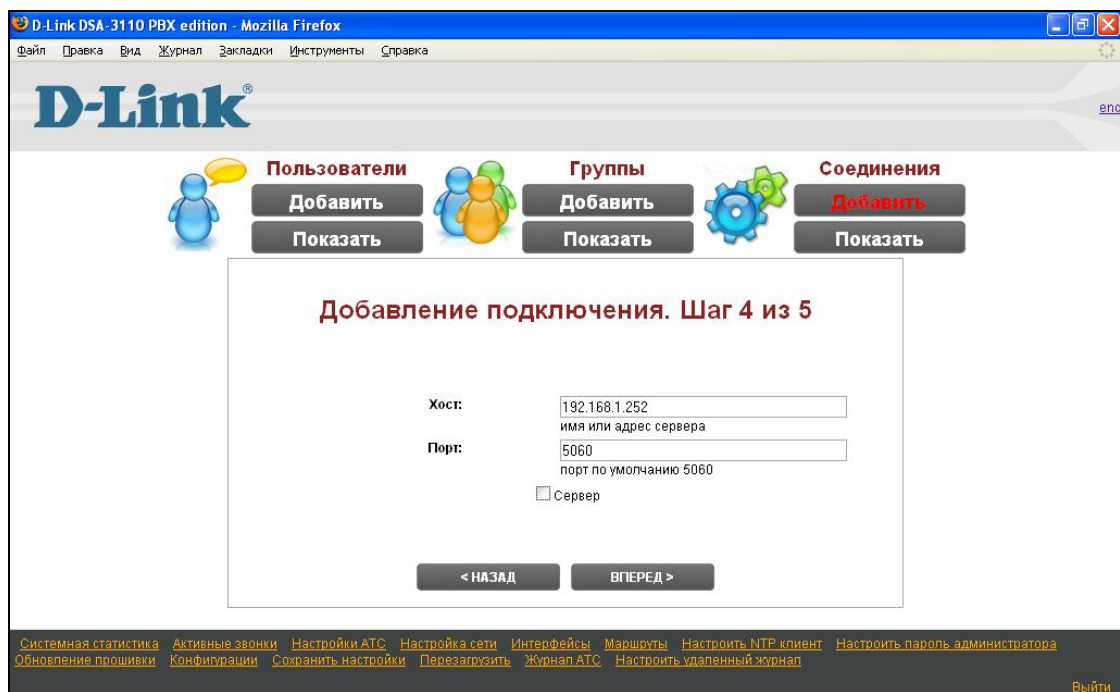 D-Link DSA-3110 PBX edition - Mozilla Firefox
Файл Правка Вид Журнал Закладки Инструменты Справка
D-Link®
eng
Пользователи Группы Соединения
Добавить Добавить Добавить
Показать Показать Показать
Добавление подключения. Шаг 4 из 5
Хост: 192.168.1.252
имя или адрес сервера
Порт: 5060
порт по умолчанию 5060
Сервер
< НАЗАД ВПЕРЕД >
Системная статистика Активные звонки Настройки АТС Настройка сети Интерфейсы Маршруты Настроить NTP клиент Настроить пароль администратора
Обновление прошивки Конфигурации Сохранить настройки Перезагрузить Журнал АТС Настроить удаленный журнал
Выйти